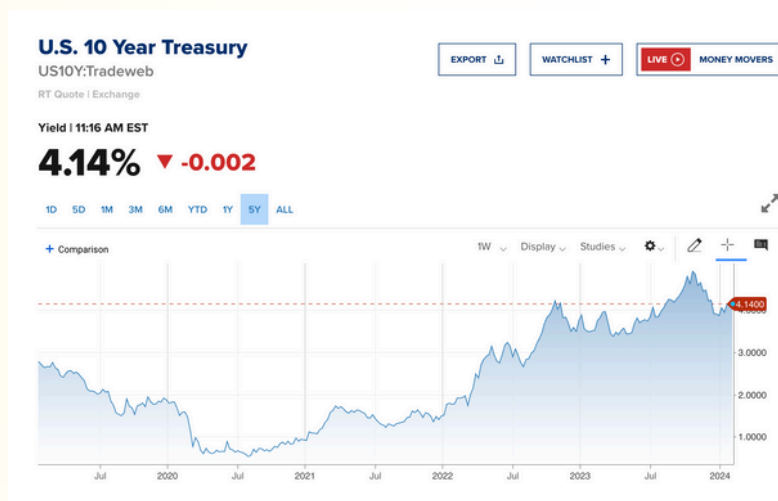 U.S. 10 Year Treasury
US10Y:Tradeweb
RT Quote | Exchange
EXPORT
WATCHLIST +
LIVE MONEY MOVERS
Yield | 11:16 AM EST
4.14% ▼ -0.002
1D 5D 1M 3M 6M YTD 1Y 5Y ALL
+ Comparison
1W Display Studies
4.1400
4.0000
3.0000
2.0000
1.0000
Jul 2020 Jul 2021 Jul 2022 Jul 2023 Jul 2024